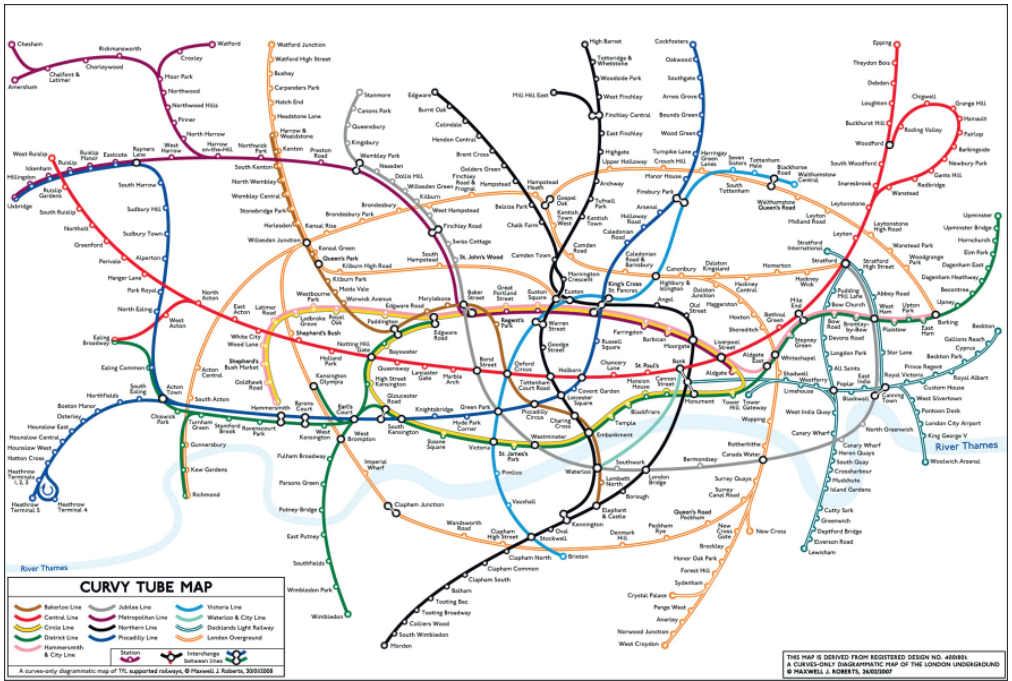 Chesham
Rickmansworth
Watford
Croxley
Chalfont &
Latimer
Chorleywood
Amersham
Moor Park
Northwood
Northwood Hills
Pinner
North Harrow
Harrow
on-the-Hill
Northwick
Park
Preston
Road
West
Harrow
Rayners
Lane
Eastcote
Ruislip
Manor
Ruislip
West Ruislip
Ickenham
Hillingdon
Uxbridge
Ruislip
Gardens
South Ruislip
Northolt
Greenford
Perivale
Hanger Lane
South Harrow
Sudbury Hill
Sudbury Town
Alperton
Park Royal
North Ealing
Ealing
Broadway
Ealing Common
West
Acton
North
Acton
East
Acton
White City
Wood Lane
Latimer
Road
Shepherd's Bush
Shepherd's
Bush Market
Goldhawk
Road
Hammersmith
Watford Junction
Watford High Street
Bushey
Carpenders Park
Hatch End
Headstone Lane
Harrow &
Wealdstone
Kenton
South Kenton
North Wembley
Wembley Central
Stonebridge Park
Harlesden
Willesden Junction
Kensal Rise
Kensal Green
Queen's Park
Kilburn High Road
Kilburn Park
Maida Vale
Warwick Avenue
Paddington
Edgware Road
Edgware
Road
Marylebone
Stanmore
Canons Park
Queensbury
Kingsbury
Wembley Park
Neasden
Dollis Hill
Willesden Green
Kilburn
West Hampstead
Finchley Road
Swiss Cottage
St. John's Wood
Brondesbury
Brondesbury Park
South
Hampstead
Baker
Street
Great
Portland
Street
Edgware
Burnt Oak
Colindale
Hendon Central
Brent Cross
Golders Green
Finchley
Road &
Frognal
Hampstead
Hampstead
Heath
Belsize Park
Chalk Farm
Camden Town
Mornington
Crescent
High Barnet
Totteridge &
Whetstone
Woodside Park
West Finchley
Mill Hill East
Finchley Central
East Finchley
Highgate
Upper Holloway
Crouch Hill
Archway
Tufnell
Park
Gospel
Oak
Kentish
Town
West
Kentish
Town
Camden
Road
Cockfosters
Oakwood
Southgate
Arnos Grove
Bounds Green
Wood Green
Turnpike Lane
Harringey
Green
Lanes
Manor House
Finsbury Park
Arsenal
Holloway
Road
Caledonian
Road
Caledonian
Road &
Barnsbury
Seven
Sisters
Tottenham
Hale
Blackhorse
Road
Walthamstow
Central
South
Tottenham
Walthamstow
Queen's Road
Leyton
Midland Road
Leytonstone
High Road
Wanstead Park
Woodgrange
Park
Epping
Theydon Bois
Debden
Loughton
Buckhurst Hill
Chigwell
Grange Hill
Hainault
Fairlop
Roding Valley
Barkingside
Newbury Park
Woodford
South Woodford
Gants Hill
Redbridge
Wanstead
Snaresbrook
Leytonstone
Leyton
Stratford
International
Stratford
Stratford
High Street
Upminster
Upminster Bridge
Hornchurch
Elm Park
Dagenham East
Dagenham Heathway
Becontree
Upney
Barking
East
Ham
Upton
Park
Plaistow
West
Ham
Abbey Road
Pudding
Mill Lane
Bow Church
Bow
Road
Bromley-
by-Bow
Devons Road
Mile
End
Stepney
Green
Whitechapel
Aldgate
East
Aldgate
Liverpool
Street
Bethnal
Green
Hoxton
Shoreditch
Haggerston
Dalston
Junction
Dalston
Kingsland
Hackney
Central
Homerton
Hackney
Wick
Canonbury
Highbury &
Islington
Old
Street
Angel
King's Cross
St. Pancras
Euston
Euston
Square
Warren
Street
Goodge
Street
Regent's
Park
Russell
Square
Farringdon
Barbican
Moorgate
St. Paul's
Chancery
Lane
Holborn
Bank
Tottenham
Court Road
Oxford
Circus
Bond
Street
Marble
Arch
Lancaster
Gate
Queensway
Notting Hill
Gate
Holland
Park
Bayswater
High Street
Kensington
Kensington
Olympia
Westbourne
Park
Ladbroke
Grove
Royal
Oak
Gloucester
Road
Earl's
Court
Barons
Court
West
Kensington
West
Brompton
South
Kensington
Knightsbridge
Hyde Park
Corner
Green Park
Piccadilly
Circus
Leicester
Square
Covent Garden
Charing
Cross
Embankment
Temple
Blackfriars
Mansion
House
Cannon
Street
Monument
Tower
Hill
Tower
Gateway
Sloane
Square
Victoria
St. James's
Park
Westminster
Waterloo
Southwark
London
Bridge
Borough
Lambeth
North
Elephant
& Castle
Kennington
Oval
Stockwell
Pimlico
Vauxhall
Brixton
Bermondsey
Canada Water
Rotherhithe
Wapping
Shadwell
Limehouse
Westferry
Poplar
All Saints
Langdon Park
East
India
Blackwall
Canning
Town
Star Lane
Royal Victoria
Custom House
Prince Regent
Royal Albert
Beckton Park
Cyprus
Gallions Reach
Beckton
West Silvertown
Pontoon Dock
London City Airport
King George V
Woolwich Arsenal
North Greenwich
West India Quay
Canary Wharf
Canary Wharf
Heron Quays
South Quay
Crossharbour
Mudchute
Island Gardens
Cutty Sark
Greenwich
Deptford Bridge
Elverson Road
Lewisham
River Thames
Northfields
Boston Manor
Osterley
Hounslow East
Hounslow Central
Hounslow West
Hatton Cross
Heathrow
Terminals
1, 2, 3
Heathrow
Terminal 5
Heathrow
Terminal 4
South
Ealing
Acton
Town
Acton
Central
South Acton
Chiswick
Park
Turnham
Green
Stamford
Brook
Ravenscourt
Park
Gunnersbury
Kew Gardens
Richmond
Fulham Broadway
Parsons Green
Putney Bridge
East Putney
Southfields
Wimbledon Park
Wimbledon
Imperial
Wharf
Clapham Junction
Wandsworth
Road
Clapham
High Street
Clapham North
Clapham Common
Clapham South
Balham
Tooting Bec
Tooting Broadway
Colliers Wood
South Wimbledon
Morden
Denmark
Hill
Peckham
Rye
Queen's Road
Peckham
Surrey Quays
Surrey
Canal Road
New
Cross
Gate
New Cross
Brockley
Honor Oak Park
Forest Hill
Sydenham
Crystal Palace
Penge West
Anerley
Norwood Junction
West Croydon
River Thames
CURVY TUBE MAP
Bakerloo Line
Central Line
Circle Line
District Line
Hammersmith
& City Line
Jubilee Line
Metropolitan Line
Northern Line
Piccadilly Line
Victoria Line
Waterloo & City Line
Docklands Light Railway
London Overground
Station
Interchange
between lines
A curves-only diagrammatic map of TfL supported railways, © Maxwell J. Roberts, 30/01/2008
THIS MAP IS DERIVED FROM REGISTERED DESIGN NO. 4001801:
A CURVES-ONLY DIAGRAMMATIC MAP OF THE LONDON UNDERGROUND
© MAXWELL J. ROBERTS, 26/02/2007